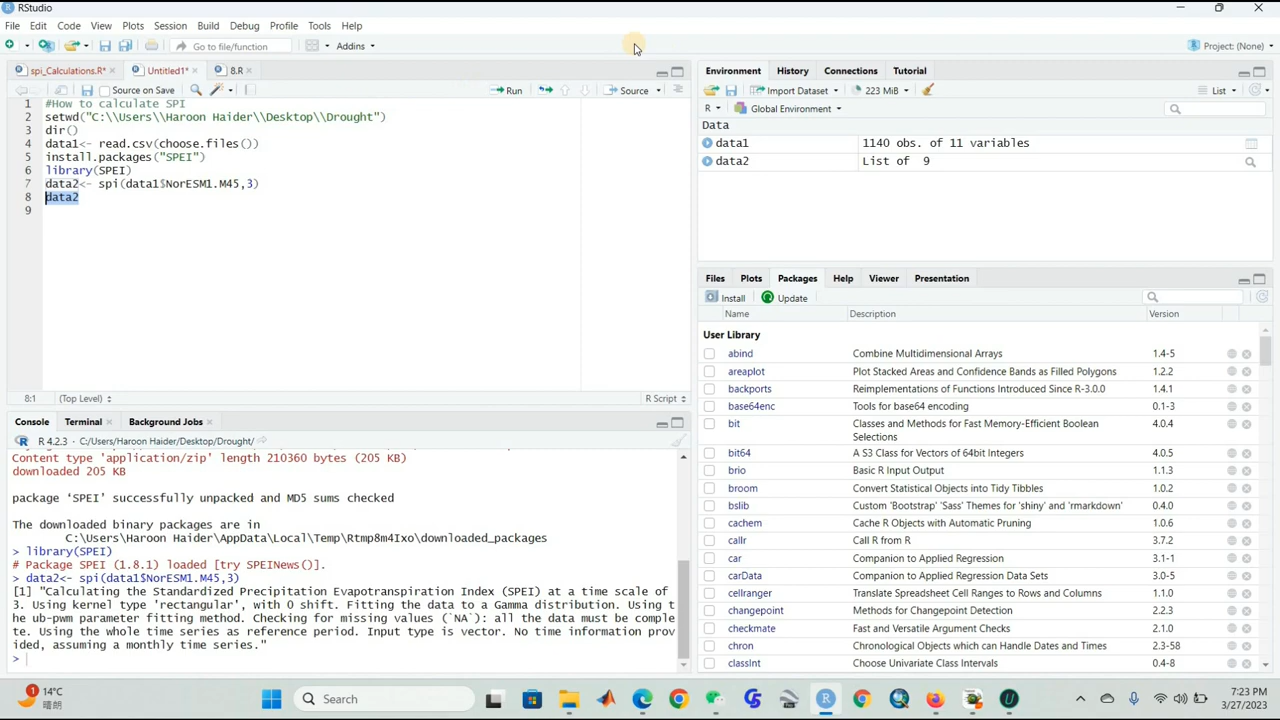 RStudio
File Edit Code View Plots Session Build Debug Profile Tools Help
Go to file/function Addins Project: (None)
spi_Calculations.R* Untitled1* 8.R
Source on Save Run Source
1 #How to calculate SPI
2 setwd("C:\\Users\\Haroon Haider\\Desktop\\Drought")
3 dir()
4 data1<- read.csv(choose.files())
5 install.packages("SPEI")
6 library(SPEI)
7 data2<- spi(data1$NorESM1.M45,3)
8 data2
9
8:1 (Top Level) R Script
Console Terminal Background Jobs
R 4.2.3 · C:/Users/Haroon Haider/Desktop/Drought/
Content type 'application/zip' length 210360 bytes (205 KB)
downloaded 205 KB
package ‘SPEI’ successfully unpacked and MD5 sums checked
The downloaded binary packages are in
C:\Users\Haroon Haider\AppData\Local\Temp\Rtmp8m4Ixo\downloaded_packages
> library(SPEI)
# Package SPEI (1.8.1) loaded [try SPEINews()].
> data2<- spi(data1$NorESM1.M45,3)
[1] "Calculating the Standardized Precipitation Evapotranspiration Index (SPEI) at a time scale of
3. Using kernel type 'rectangular', with 0 shift. Fitting the data to a Gamma distribution. Using t
he ub-pwm parameter fitting method. Checking for missing values (`NA`): all the data must be comple
te. Using the whole time series as reference period. Input type is vector. No time information prov
ided, assuming a monthly time series."
>
Environment History Connections Tutorial
Import Dataset 223 MiB List
R Global Environment
Data
data1 1140 obs. of 11 variables
data2 List of 9
Files Plots Packages Help Viewer Presentation
Install Update
Name Description Version
User Library
abind Combine Multidimensional Arrays 1.4-5
areaplot Plot Stacked Areas and Confidence Bands as Filled Polygons 1.2.2
backports Reimplementations of Functions Introduced Since R-3.0.0 1.4.1
base64enc Tools for base64 encoding 0.1-3
bit Classes and Methods for Fast Memory-Efficient Boolean 4.0.4
Selections
bit64 A S3 Class for Vectors of 64bit Integers 4.0.5
brio Basic R Input Output 1.1.3
broom Convert Statistical Objects into Tidy Tibbles 1.0.2
bslib Custom 'Bootstrap' 'Sass' Themes for 'shiny' and 'rmarkdown' 0.4.0
cachem Cache R Objects with Automatic Pruning 1.0.6
callr Call R from R 3.7.2
car Companion to Applied Regression 3.1-1
carData Companion to Applied Regression Data Sets 3.0-5
cellranger Translate Spreadsheet Cell Ranges to Rows and Columns 1.1.0
changepoint Methods for Changepoint Detection 2.2.3
checkmate Fast and Versatile Argument Checks 2.1.0
chron Chronological Objects which can Handle Dates and Times 2.3-58
classInt Choose Univariate Class Intervals 0.4-8
1 14°C
晴朗
Search
7:23 PM
3/27/2023